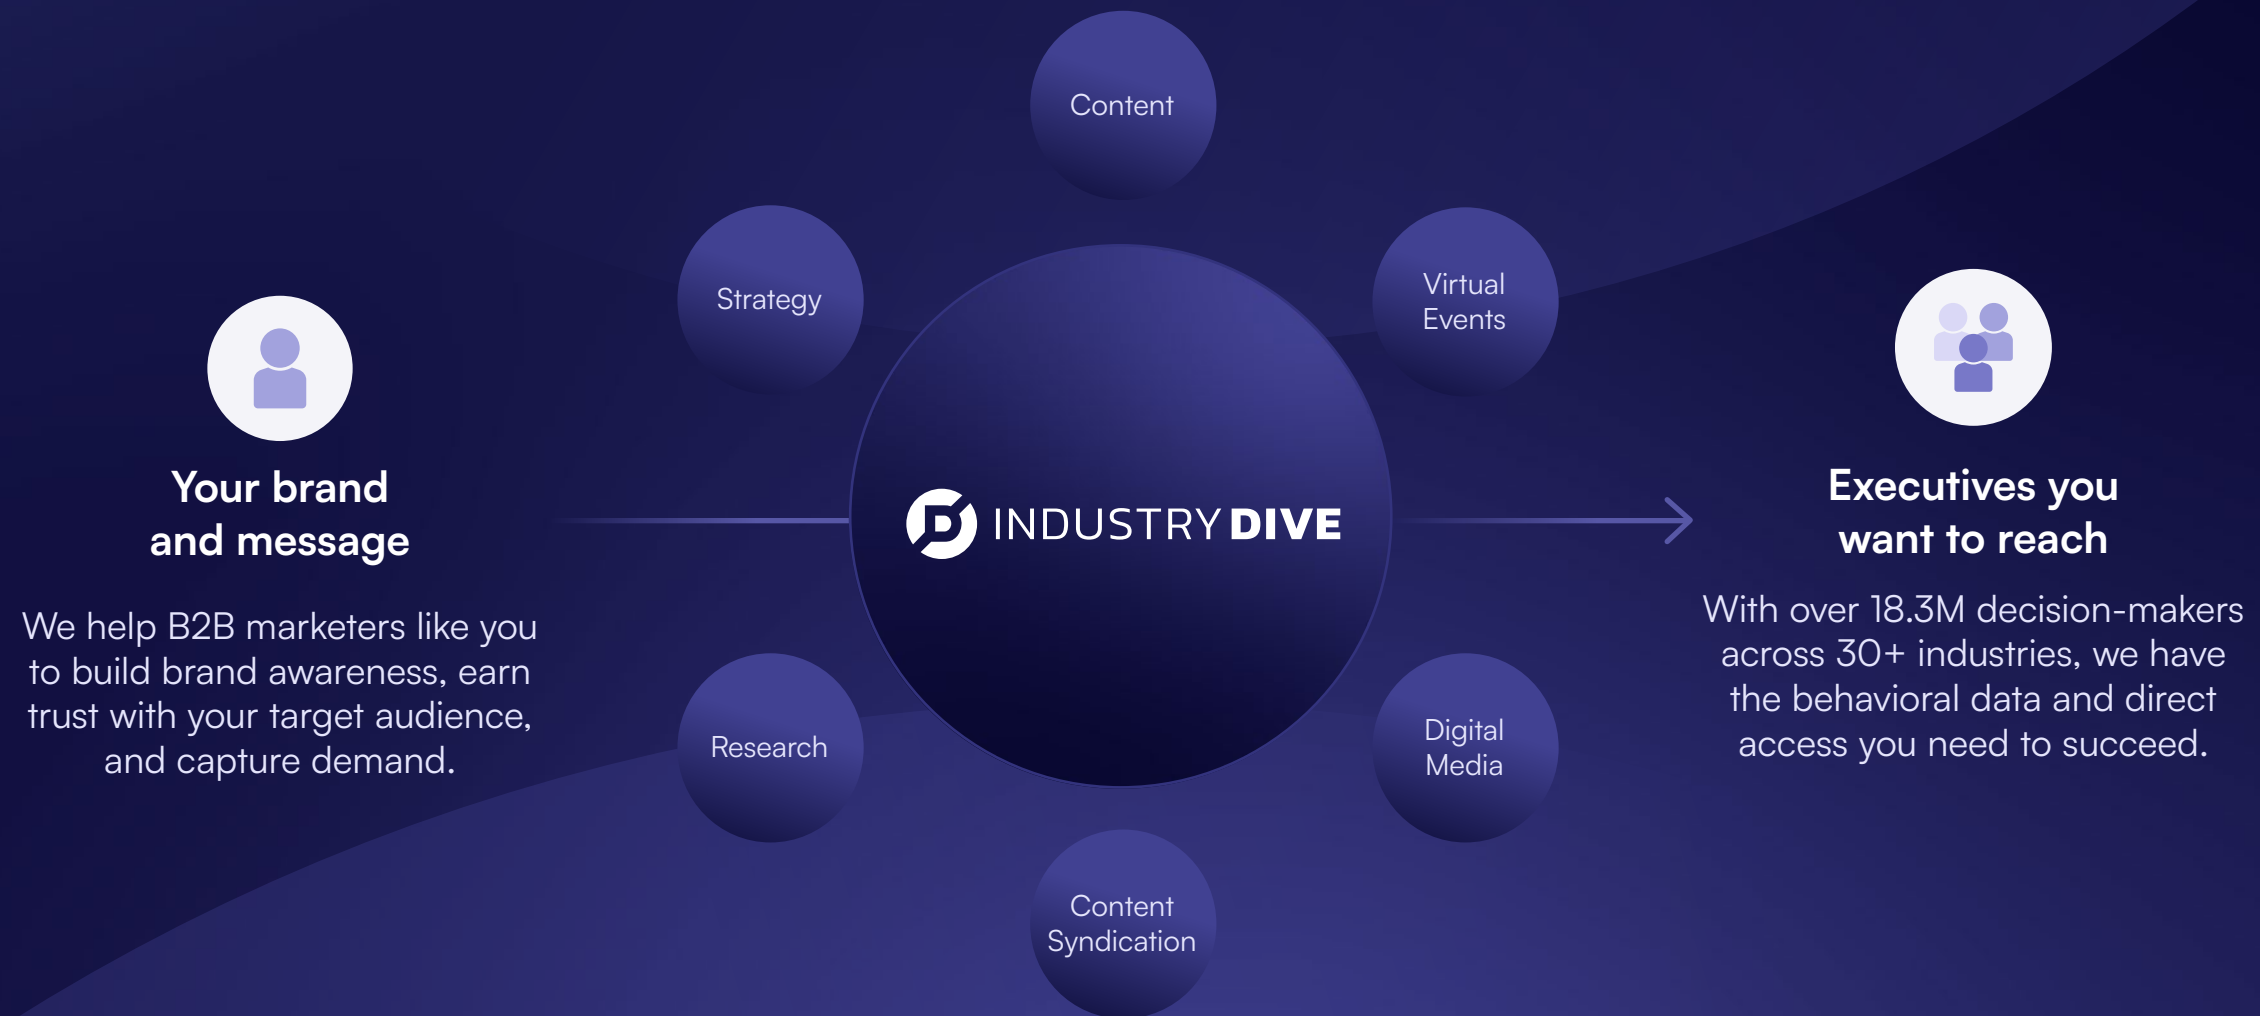 Content
Strategy
Virtual
Events
Your brand
and message
We help B2B marketers like you
to build brand awareness, earn
trust with your target audience,
and capture demand.
INDUSTRY DIVE
Executives you
want to reach
With over 18.3M decision-makers
across 30+ industries, we have
the behavioral data and direct
access you need to succeed.
Research
Digital
Media
Content
Syndication